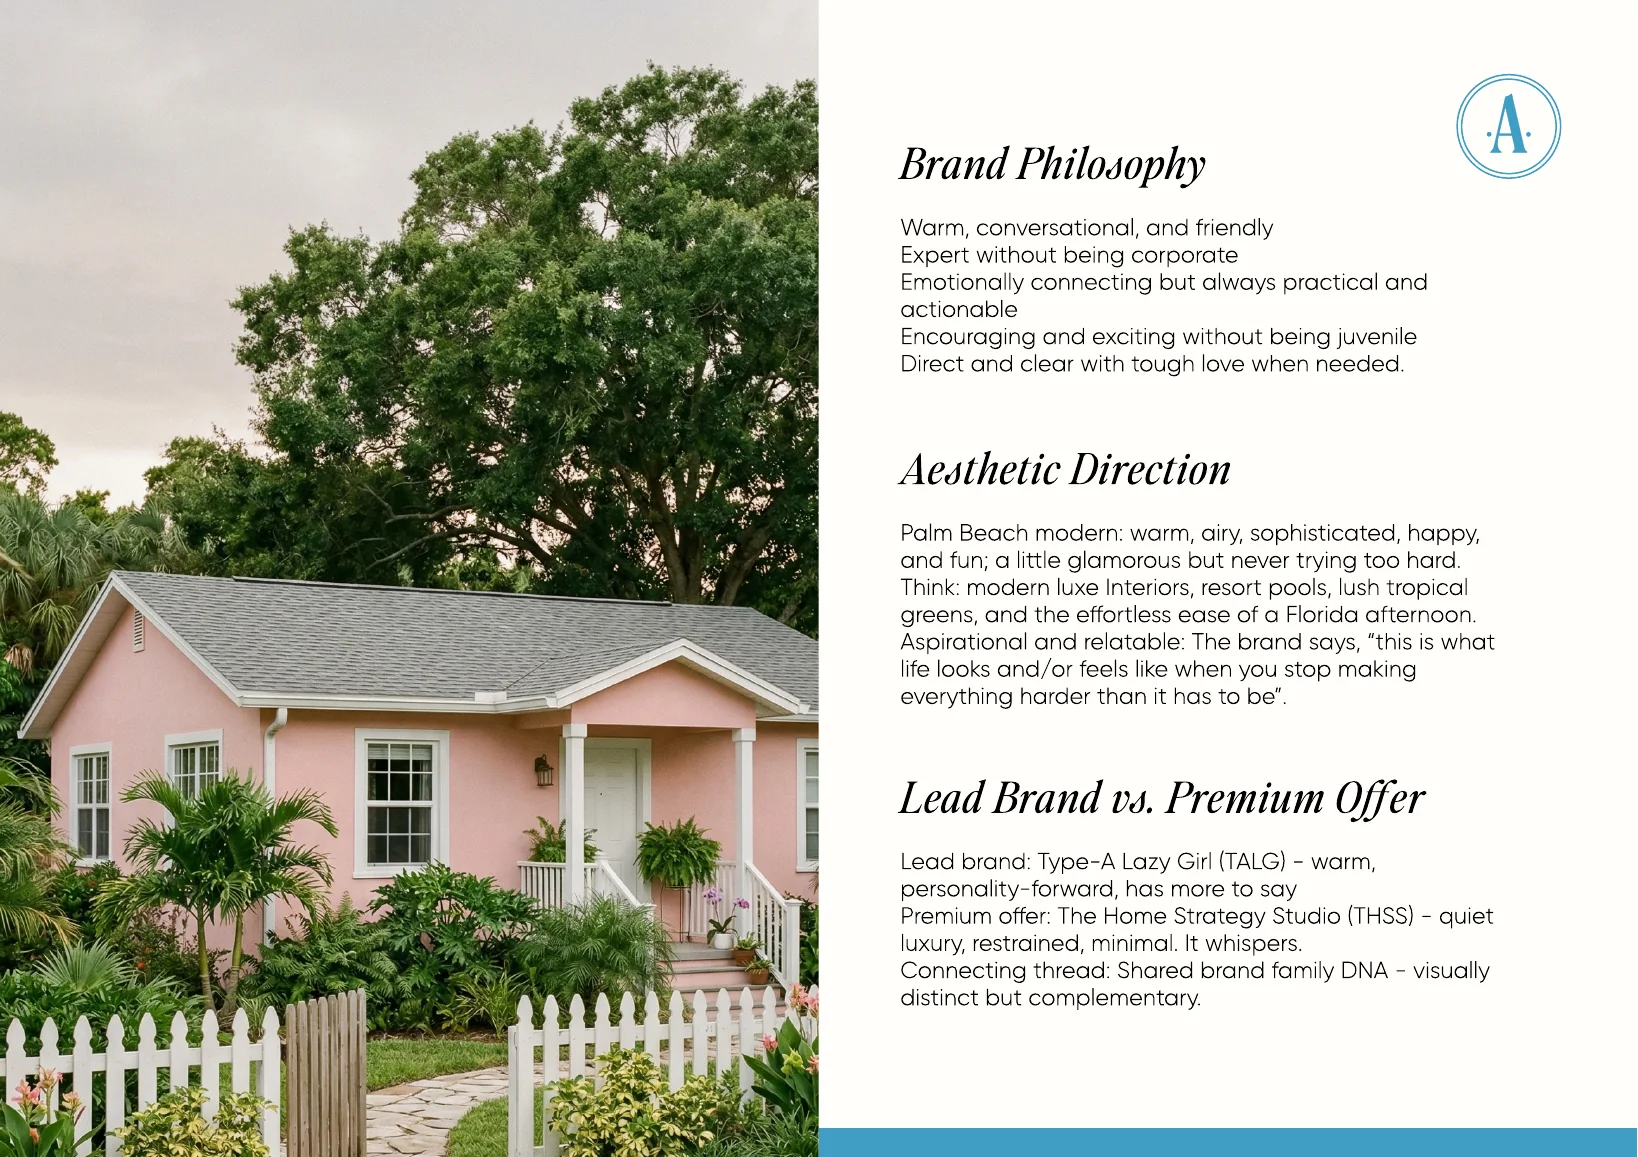 A
Brand Philosophy
Warm, conversational, and friendly
Expert without being corporate
Emotionally connecting but always practical and
actionable
Encouraging and exciting without being juvenile
Direct and clear with tough love when needed.
Aesthetic Direction
Palm Beach modern: warm, airy, sophisticated, happy,
and fun; a little glamorous but never trying too hard.
Think: modern luxe Interiors, resort pools, lush tropical
greens, and the effortless ease of a Florida afternoon.
Aspirational and relatable: The brand says, “this is what
life looks and/or feels like when you stop making
everything harder than it has to be”.
Lead Brand vs. Premium Offer
Lead brand: Type-A Lazy Girl (TALG) - warm,
personality-forward, has more to say
Premium offer: The Home Strategy Studio (THSS) - quiet
luxury, restrained, minimal. It whispers.
Connecting thread: Shared brand family DNA - visually
distinct but complementary.